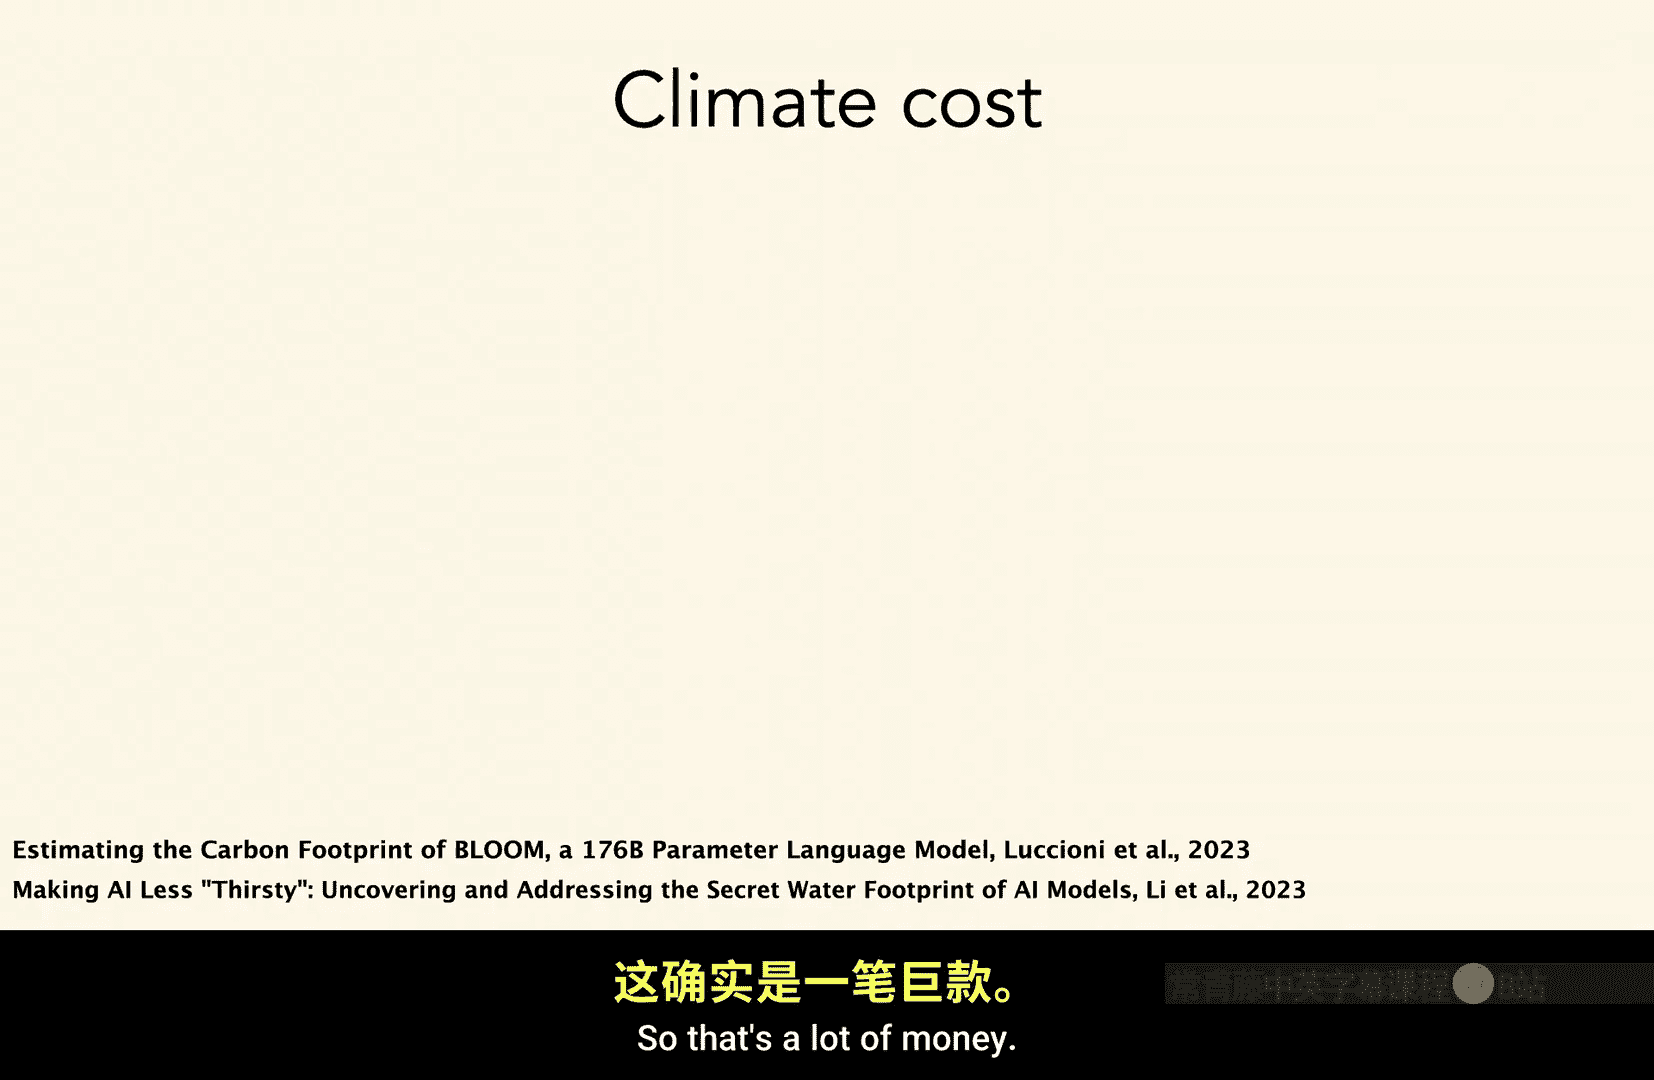 Climate cost
Estimating the Carbon Footprint of BLOOM, a 176B Parameter Language Model, Luccioni et al., 2023
Making AI Less "Thirsty": Uncovering and Addressing the Secret Water Footprint of AI Models, Li et al., 2023
这确实是一笔巨款。
So that's a lot of money.